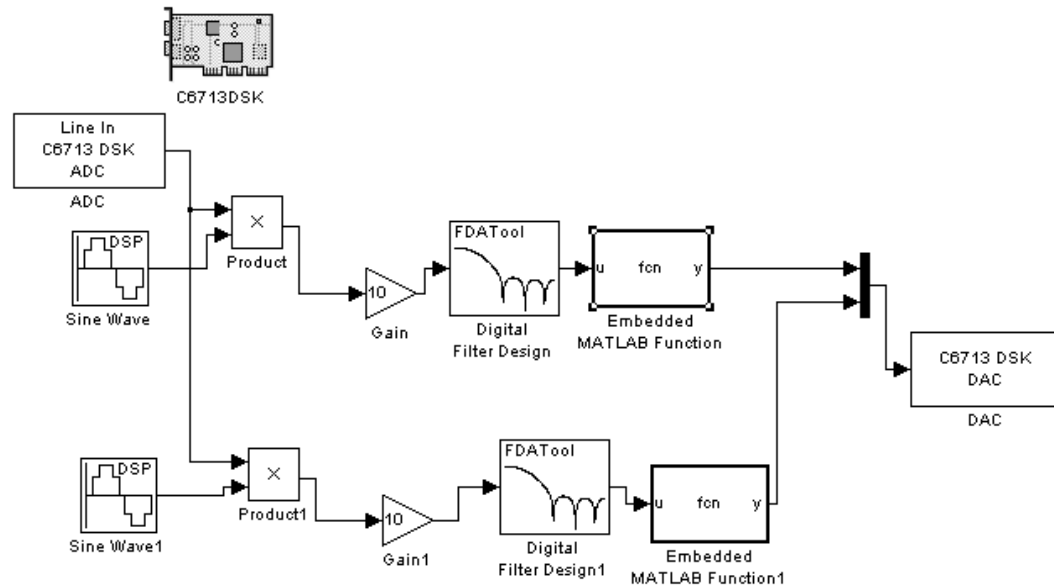 C6713DSK
Line In
C6713 DSK
ADC
ADC
DSP
Sine Wave
×
Product
10
Gain
FDATool
Digital
Filter Design
u fcn y
Embedded
MATLAB Function
C6713 DSK
DAC
DAC
DSP
Sine Wave1
×
Product1
10
Gain1
FDATool
Digital
Filter Design1
u fcn y
Embedded
MATLAB Function1